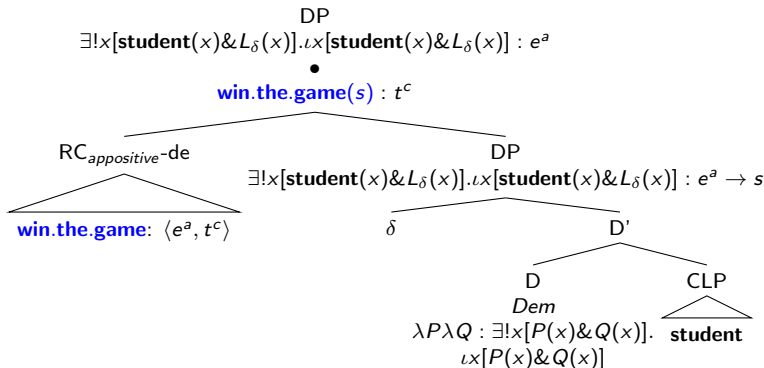 DP
∃!x[student(x)&L_δ(x)].ιx[student(x)&L_δ(x)] : e^a
•
win.the.game(s) : t^c
RC_appositive-de DP
∃!x[student(x)&L_δ(x)].ιx[student(x)&L_δ(x)] : e^a → s
win.the.game: ⟨e^a, t^c⟩ δ D'
D CLP
Dem
λPλQ : ∃!x[P(x)&Q(x)]. student
ιx[P(x)&Q(x)]